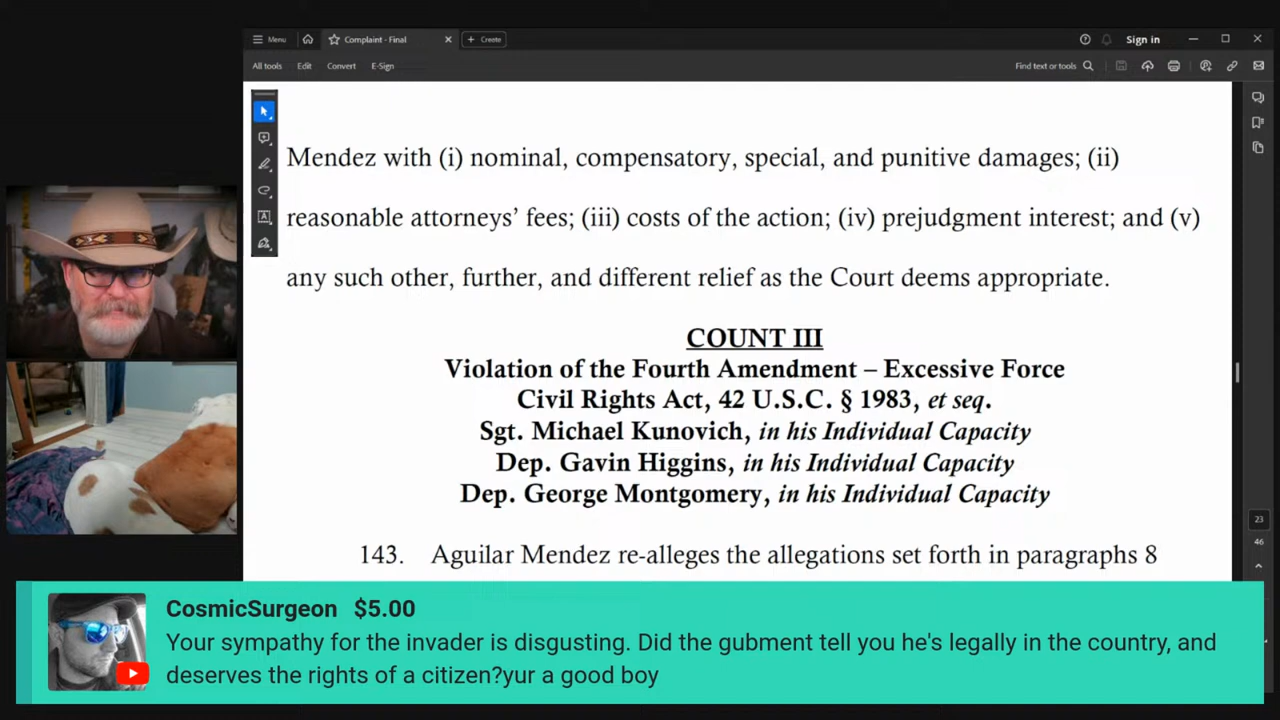 Menu
Complaint - Final
Create
Sign in
All tools
Edit
Convert
E-Sign
Find text or tools
Mendez with (i) nominal, compensatory, special, and punitive damages; (ii)
reasonable attorneys’ fees; (iii) costs of the action; (iv) prejudgment interest; and (v)
any such other, further, and different relief as the Court deems appropriate.
COUNT III
Violation of the Fourth Amendment – Excessive Force
Civil Rights Act, 42 U.S.C. § 1983, et seq.
Sgt. Michael Kunovich, in his Individual Capacity
Dep. Gavin Higgins, in his Individual Capacity
Dep. George Montgomery, in his Individual Capacity
143. Aguilar Mendez re-alleges the allegations set forth in paragraphs 8
23
46
CosmicSurgeon $5.00
Your sympathy for the invader is disgusting. Did the gubment tell you he's legally in the country, and
deserves the rights of a citizen?yur a good boy